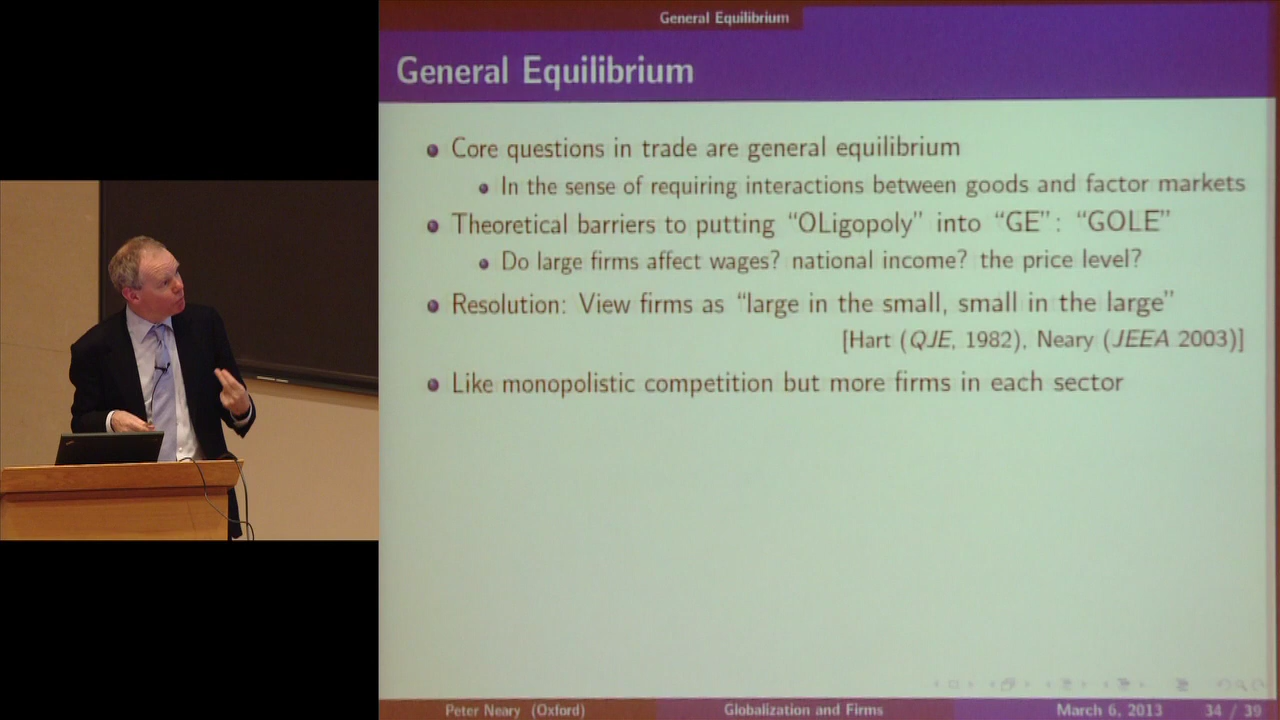 General Equilibrium
General Equilibrium
Core questions in trade are general equilibrium
In the sense of requiring interactions between goods and factor markets
Theoretical barriers to putting “OLigopoly” into “GE”: “GOLE”
Do large firms affect wages? national income? the price level?
Resolution: View firms as “large in the small, small in the large”
[Hart (QJE, 1982), Neary (JEEA 2003)]
Like monopolistic competition but more firms in each sector
Peter Neary (Oxford) Globalization and Firms March 6, 2013 34 / 39